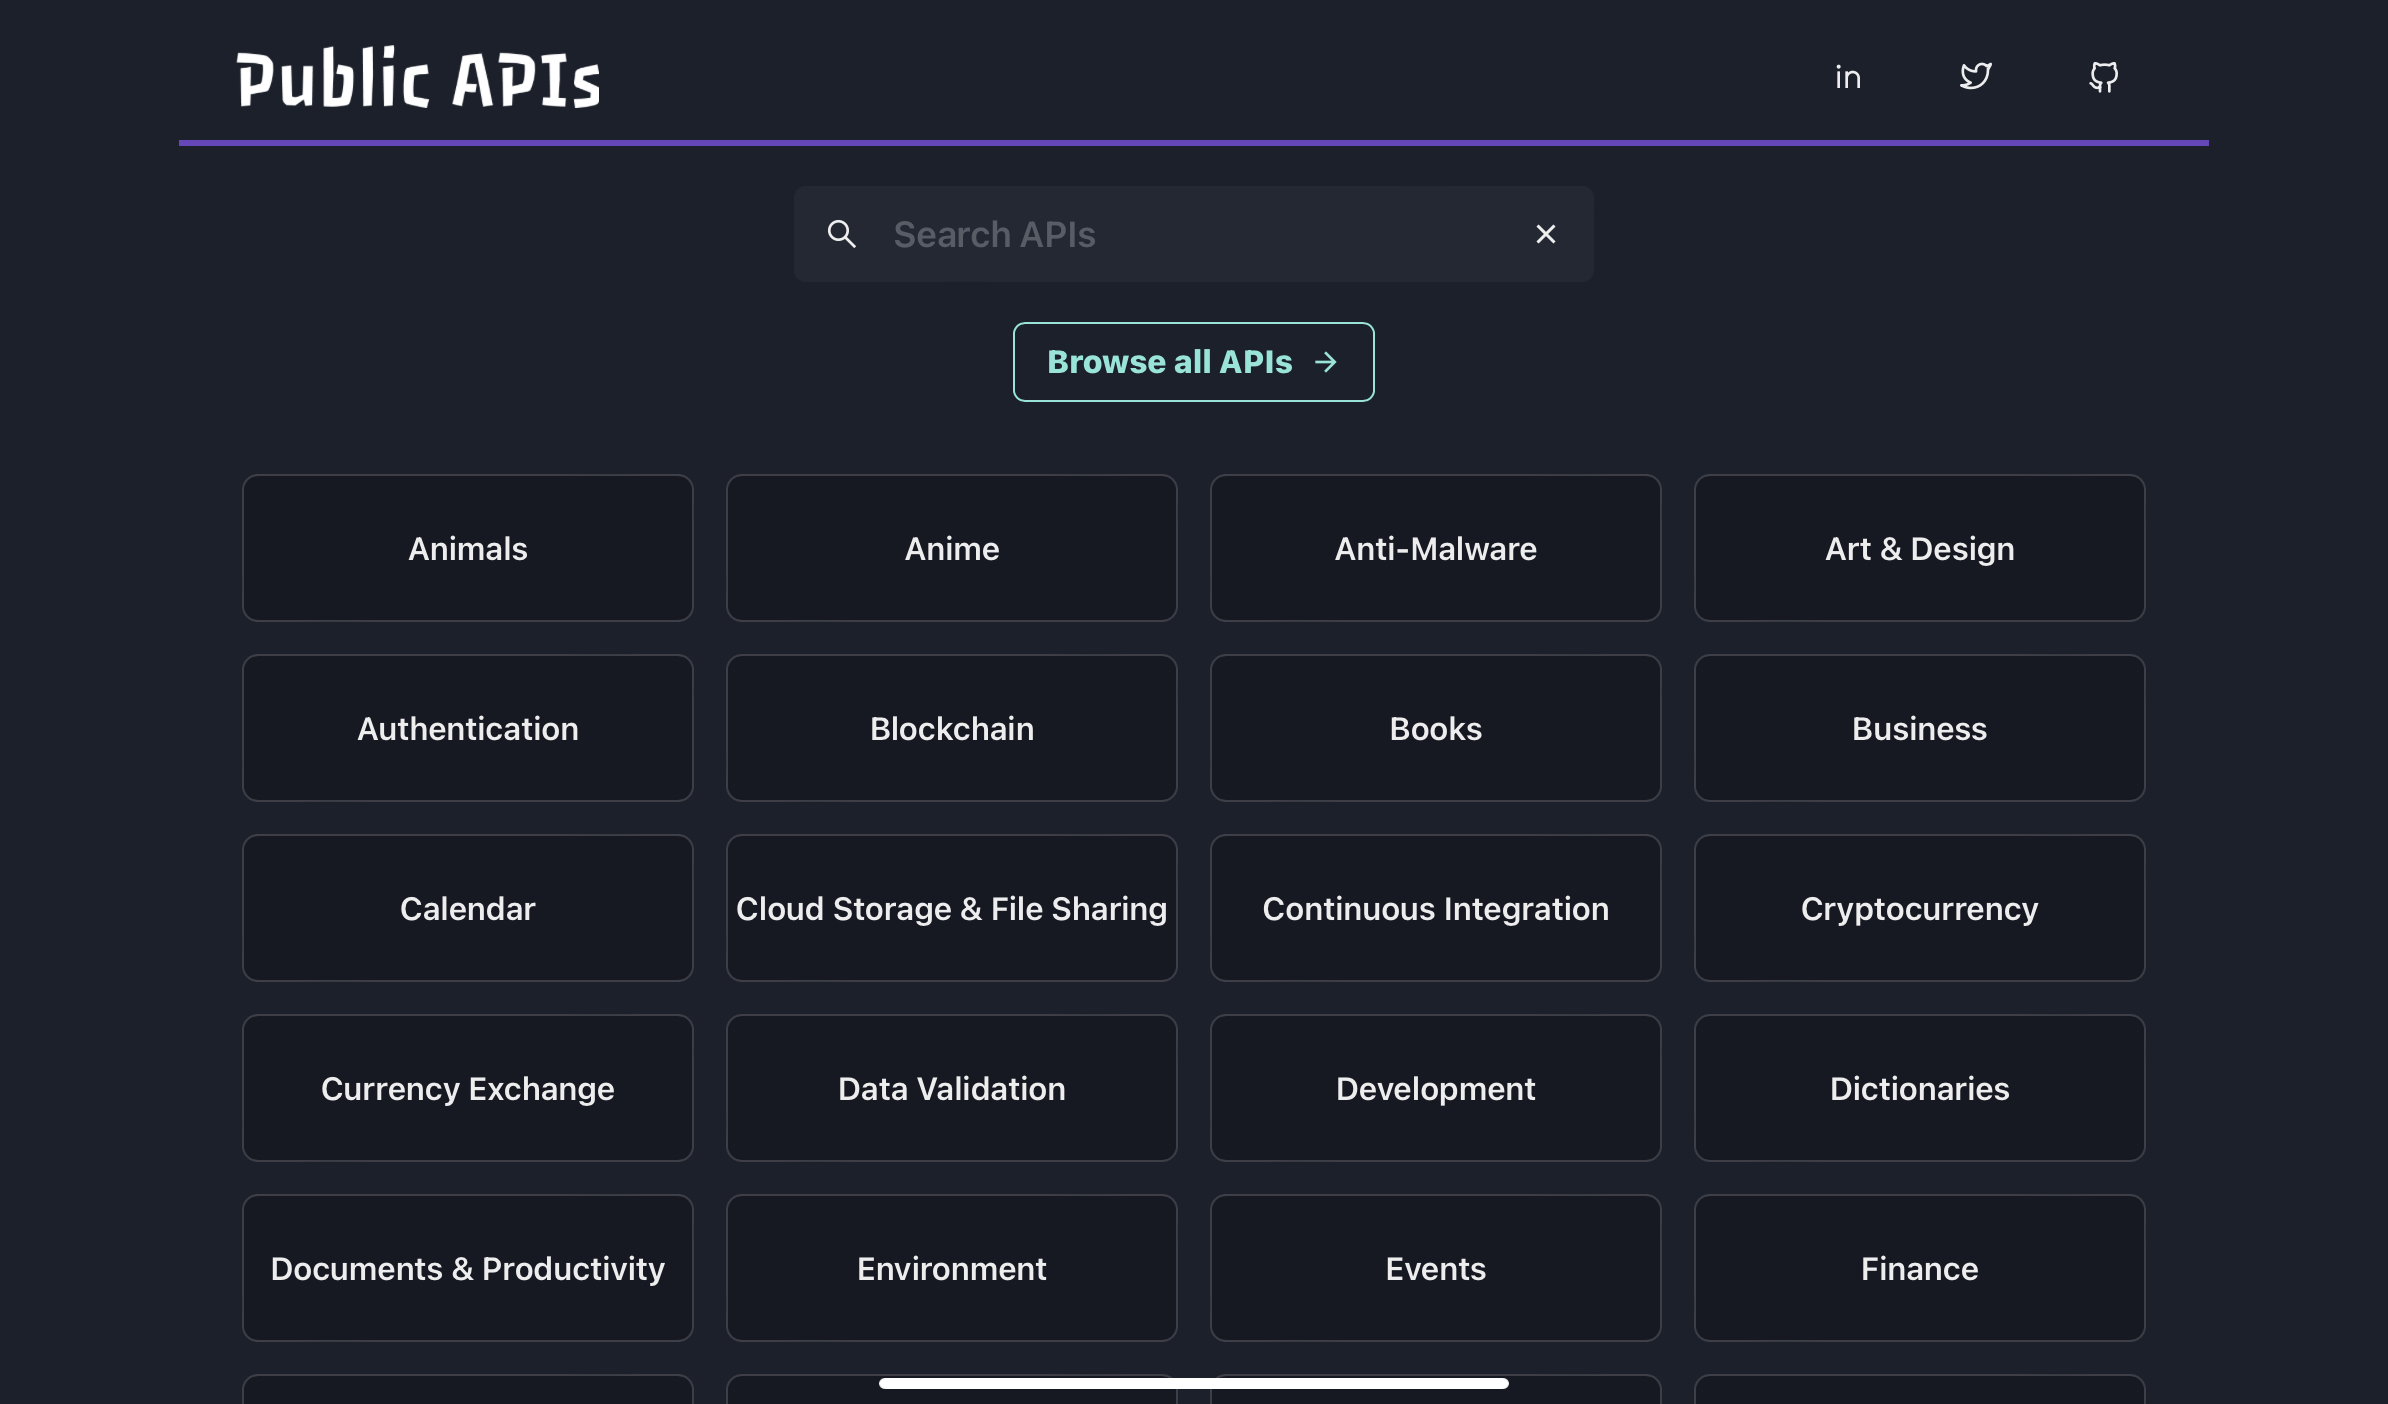 Public APIs
in
Search APIs
Browse all APIs
Animals
Anime
Anti-Malware
Art & Design
Authentication
Blockchain
Books
Business
Calendar
Cloud Storage & File Sharing
Continuous Integration
Cryptocurrency
Currency Exchange
Data Validation
Development
Dictionaries
Documents & Productivity
Environment
Events
Finance